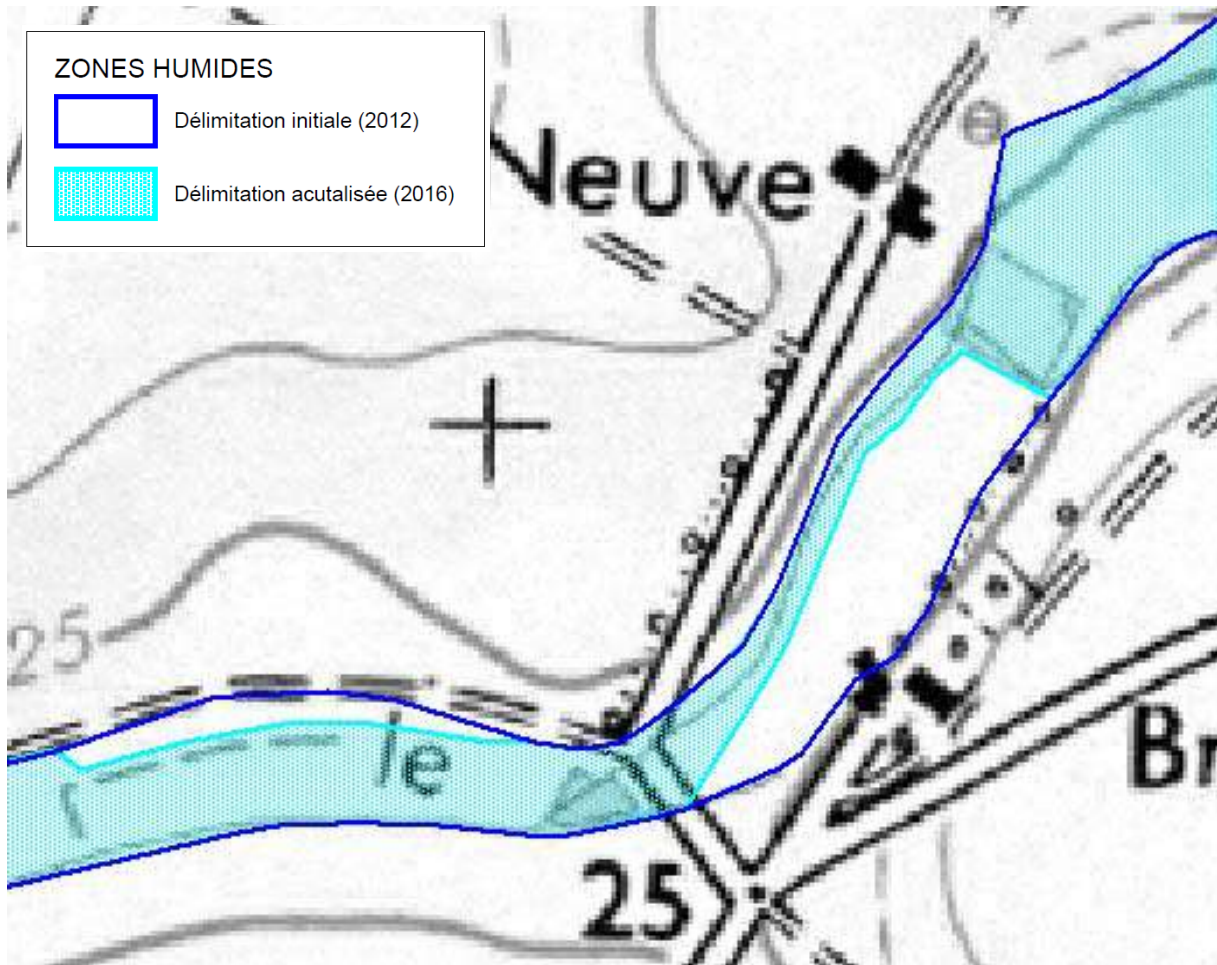 ZONES HUMIDES
Délimitation initiale (2012)
Délimitation acutalisée (2016)
Neuve
e
25
le
Br
25